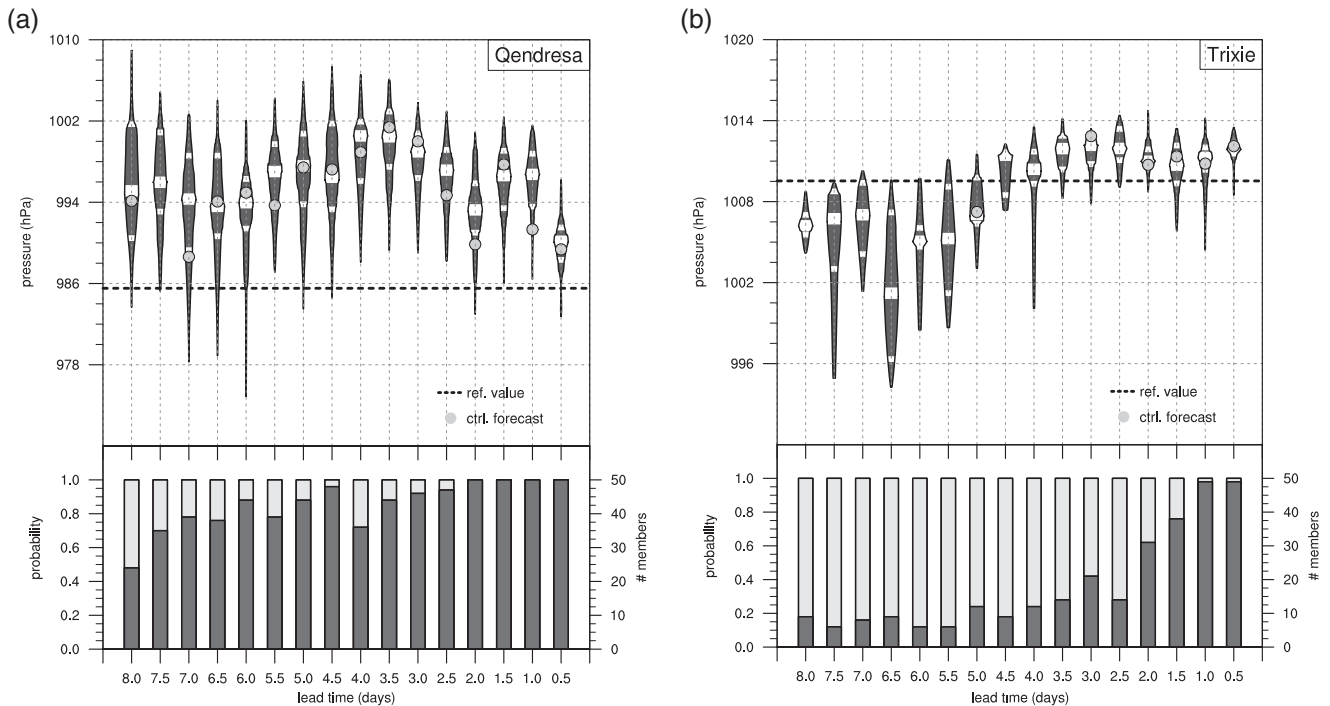 (a)
Qendresa
1010
1002
994
986
978
pressure (hPa)
ref. value
ctrl. forecast
1.0
0.8
0.6
0.4
0.2
0.0
probability
50
40
30
20
10
0
# members
8.0 7.5 7.0 6.5 6.0 5.5 5.0 4.5 4.0 3.5 3.0 2.5 2.0 1.5 1.0 0.5
lead time (days)
(b)
Trixie
1020
1014
1008
1002
996
pressure (hPa)
ref. value
ctrl. forecast
1.0
0.8
0.6
0.4
0.2
0.0
probability
50
40
30
20
10
0
# members
8.0 7.5 7.0 6.5 6.0 5.5 5.0 4.5 4.0 3.5 3.0 2.5 2.0 1.5 1.0 0.5
lead time (days)